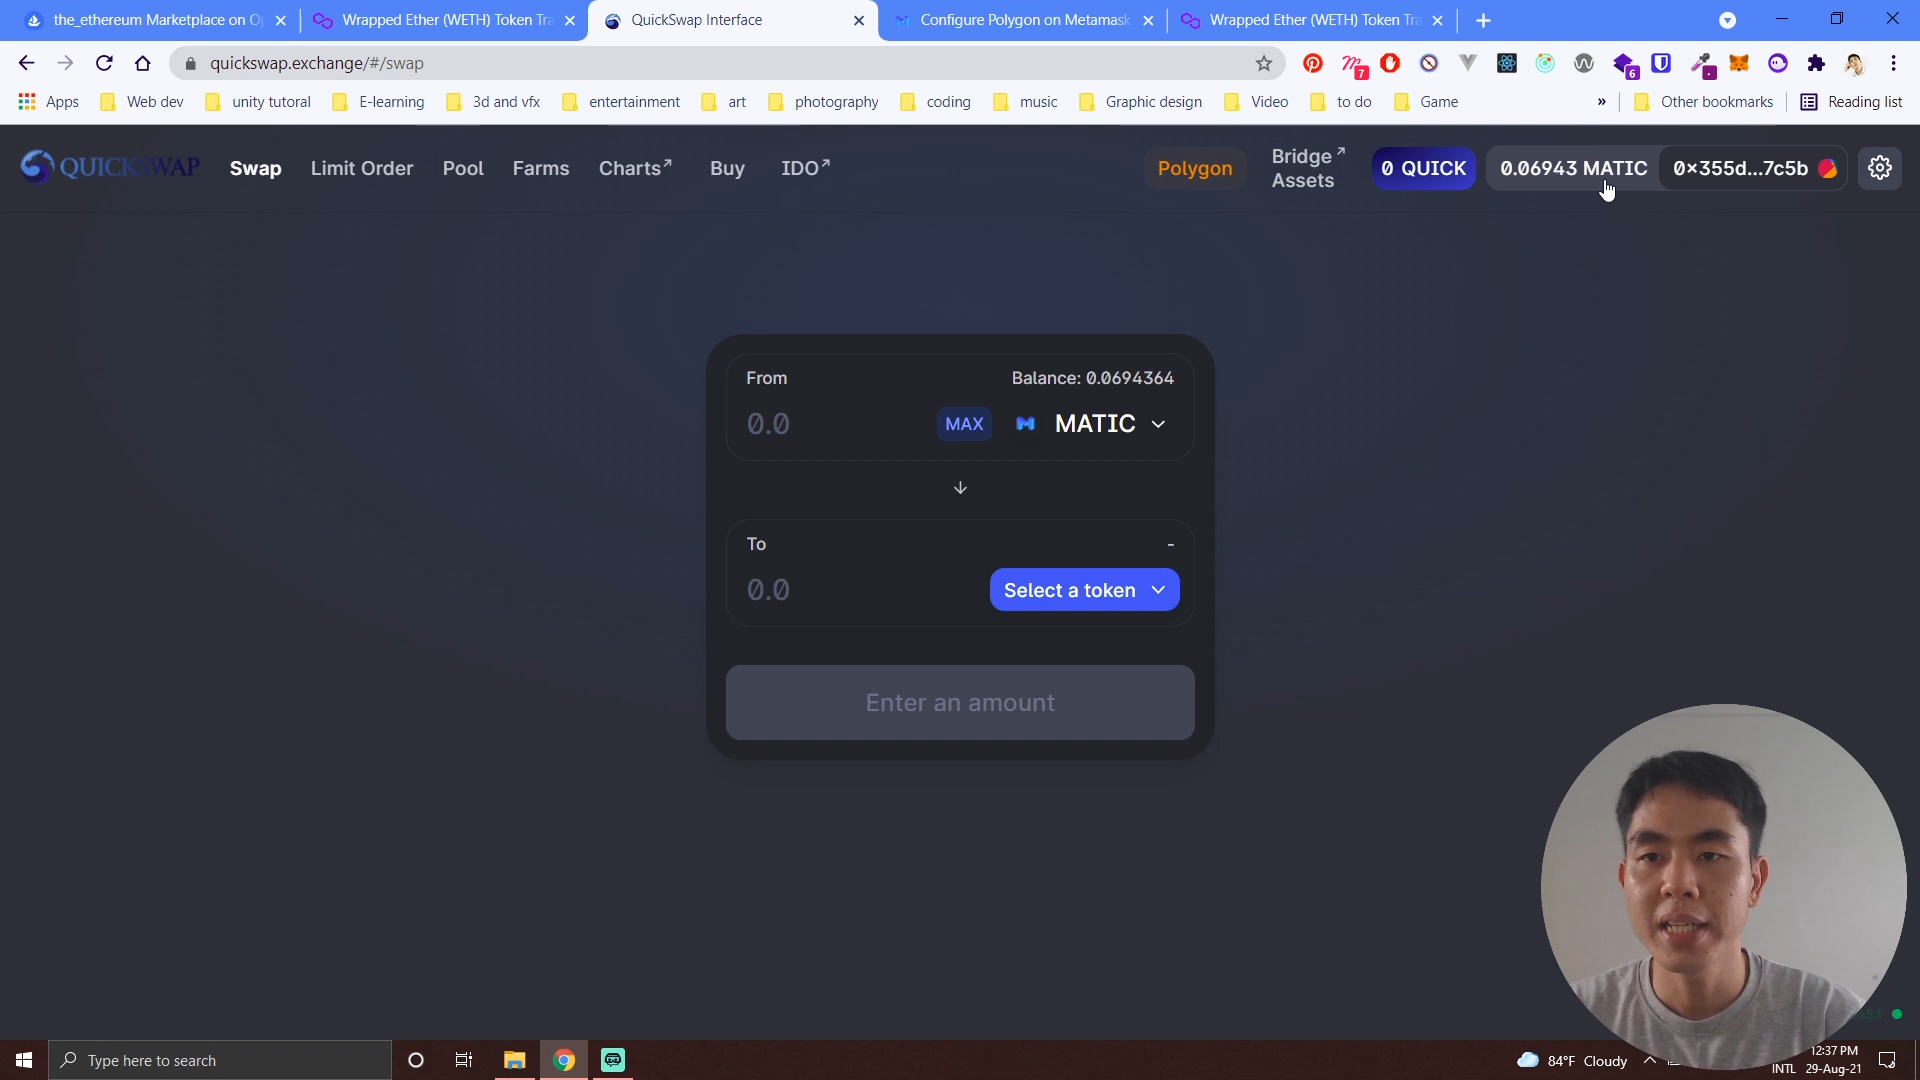 the_ethereum Marketplace on O
Wrapped Ether (WETH) Token Tra
QuickSwap Interface
Configure Polygon on Metamask
Wrapped Ether (WETH) Token Tra
quickswap.exchange/#/swap
7
6
Apps
Web dev
unity tutorial
E-learning
3d and vfx
entertainment
art
photography
coding
music
Graphic design
Video
to do
Game
»
Other bookmarks
Reading list
QUICKSWAP
Swap
Limit Order
Pool
Farms
Charts↗
Buy
IDO↗
Polygon
Bridge↗
Assets
0 QUICK
0.06943 MATIC
0x355d...7c5b
From
Balance: 0.0694364
0.0
MAX
MATIC
To
-
0.0
Select a token
Enter an amount
Type here to search
84°F Cloudy
INTL
12:37 PM
29-Aug-21